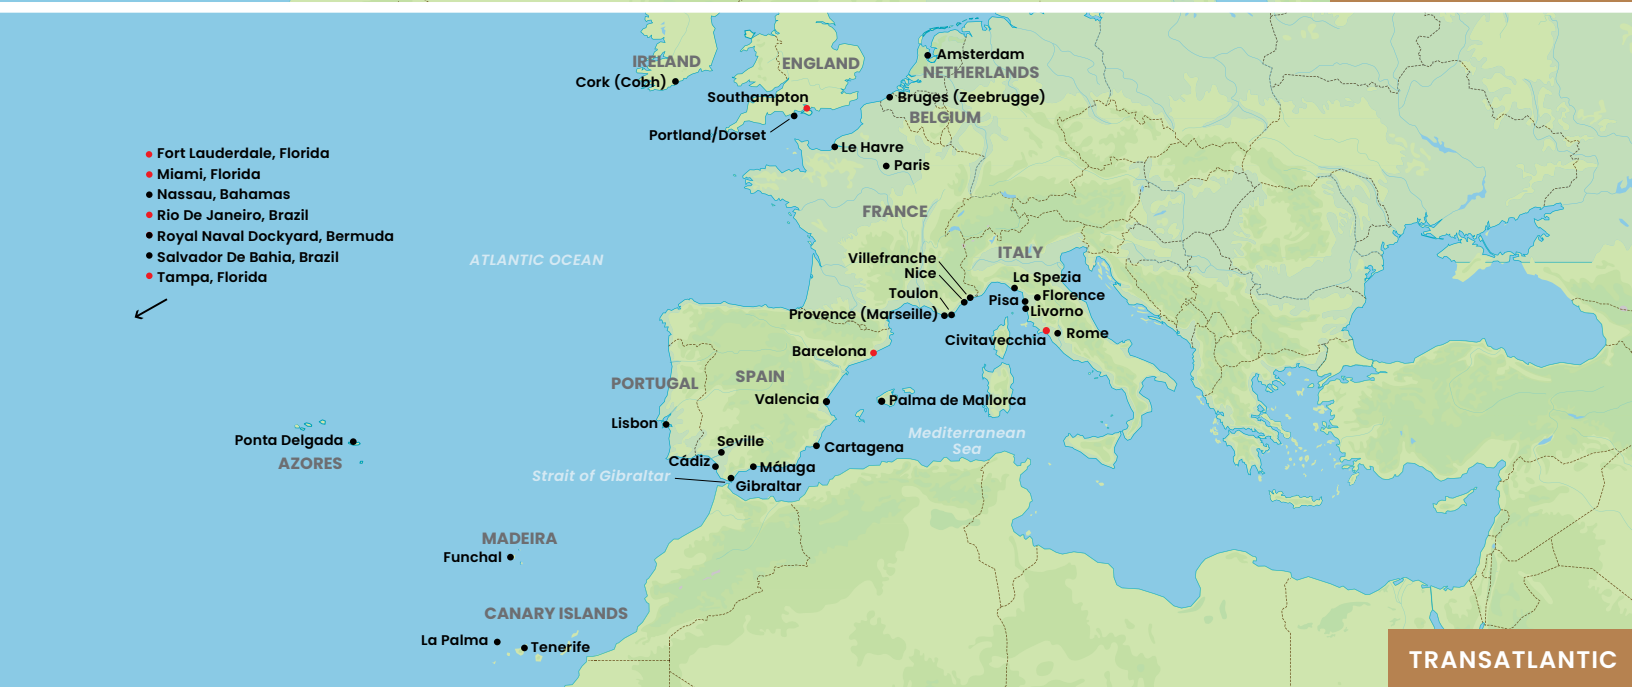 IRELAND
ENGLAND
Amsterdam
NETHERLANDS
Cork (Cobh)
Southampton
Bruges (Zeebrugge)
BELGIUM
Portland/Dorset
Le Havre
Paris
Fort Lauderdale, Florida
Miami, Florida
Nassau, Bahamas
Rio De Janeiro, Brazil
Royal Naval Dockyard, Bermuda
Salvador De Bahia, Brazil
Tampa, Florida
FRANCE
ATLANTIC OCEAN
ITALY
Villefranche
Nice
La Spezia
Toulon
Pisa
Florence
Provence (Marseille)
Livorno
Civitavecchia
Rome
Barcelona
PORTUGAL
SPAIN
Valencia
Palma de Mallorca
Lisbon
Mediterranean
Sea
Ponta Delgada
AZORES
Seville
Cartagena
Cádiz
Málaga
Strait of Gibraltar
Gibraltar
MADEIRA
Funchal
CANARY ISLANDS
La Palma
Tenerife
TRANSATLANTIC